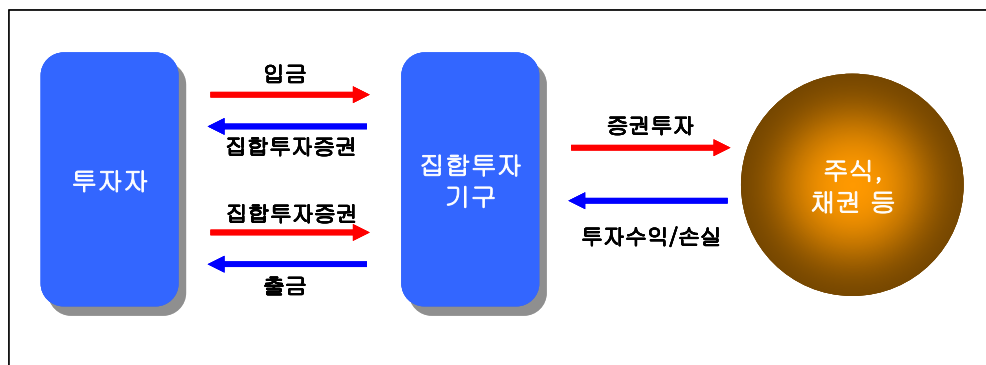 투자자
입금
집합투자증권
집합투자증권
출금
집합투자
기구
증권투자
투자수익/손실
주식,
채권 등